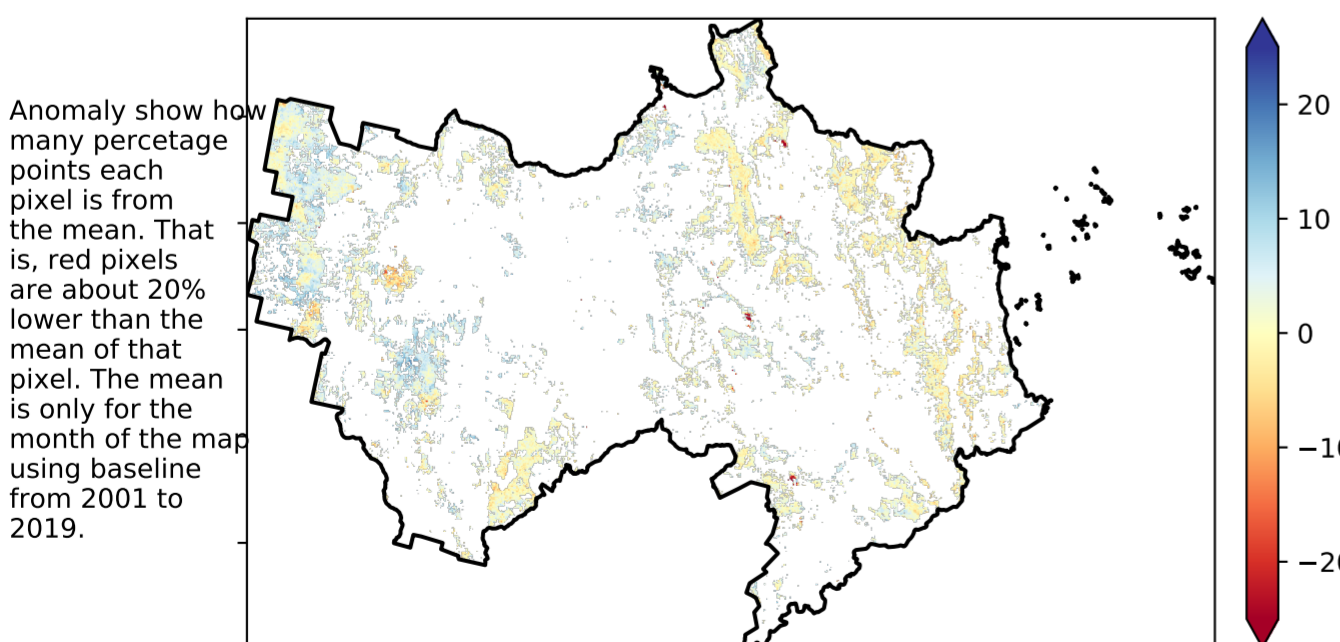 Anomaly show how
many percetage
points each
pixel is from
the mean. That
is, red pixels
are about 20%
lower than the
mean of that
pixel. The mean
is only for the
month of the map
using baseline
from 2001 to
2019.
20
10
0
−10
−20